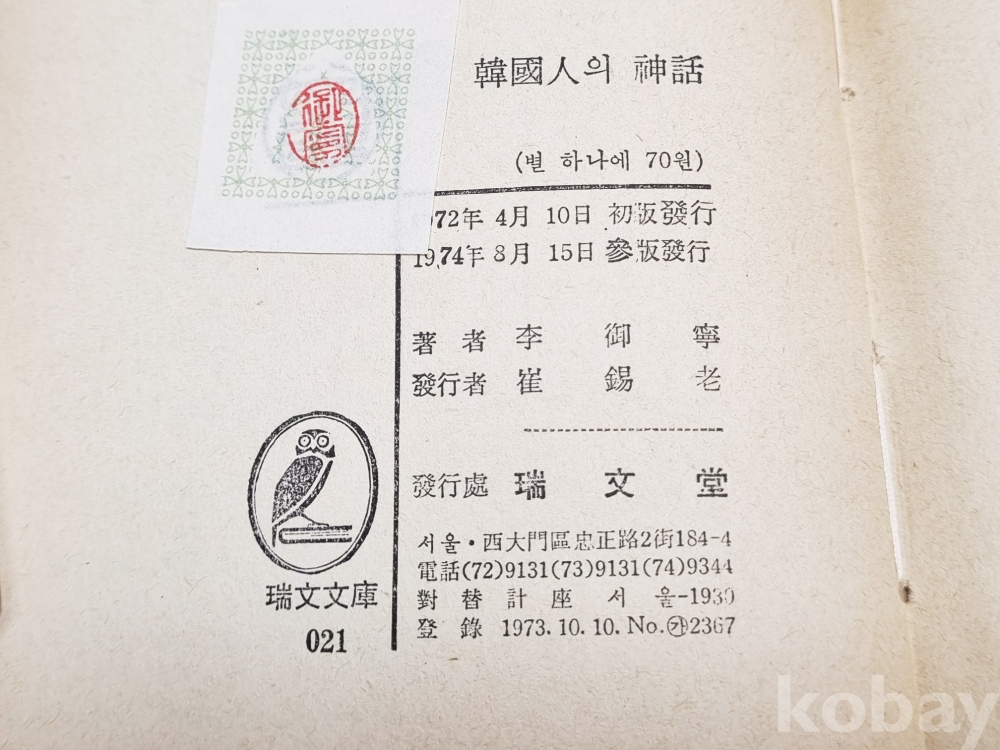 韓國人의 神話
(별 하나에 70원)
972年 4月 10日 初版發行
1974年 8月 15日 參版發行
著者 李御寧
發行者 崔錫老
發行處 瑞文堂
서울·西大門區忠正路2街184-4
電話(72)9131(73)9131(74)9344
對替計座 서울-1939
登錄 1973.10.10. No.㉮2367
瑞文文庫
021
御寧
kobay